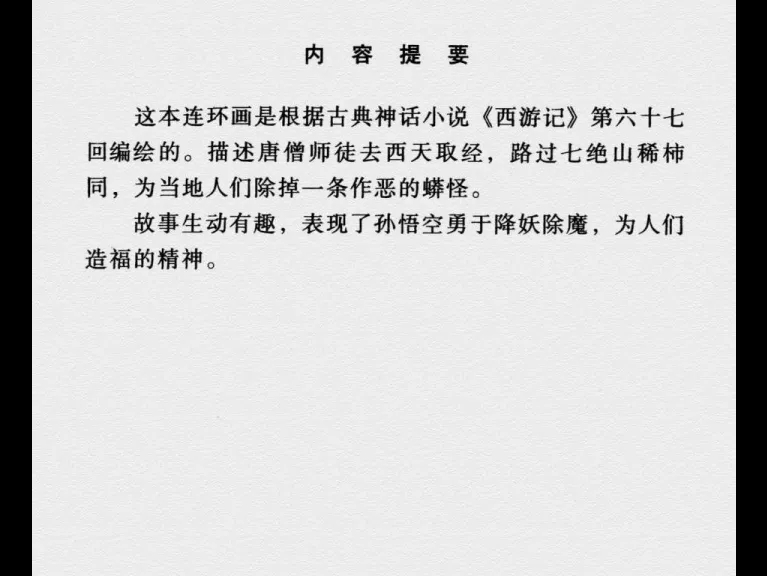 内容提要
这本连环画是根据古典神话小说《西游记》第六十七
回编绘的。描述唐僧师徒去西天取经，路过七绝山稀柿
同，为当地人们除掉一条作恶的蟒怪。
故事生动有趣，表现了孙悟空勇于降妖除魔，为人们
造福的精神。